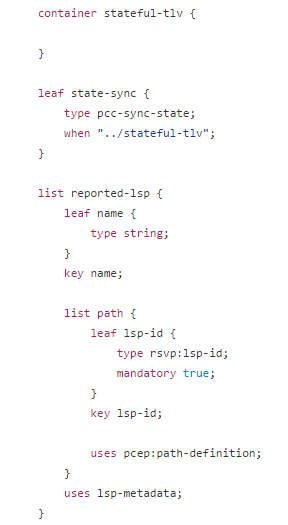 container stateful-tlv {
}
leaf state-sync {
type pcc-sync-state;
when "../stateful-tlv";
}
list reported-lsp {
leaf name {
type string;
}
key name;
list path {
leaf lsp-id {
type rsvp:lsp-id;
mandatory true;
}
key lsp-id;
uses pcep:path-definition;
}
uses lsp-metadata;
}